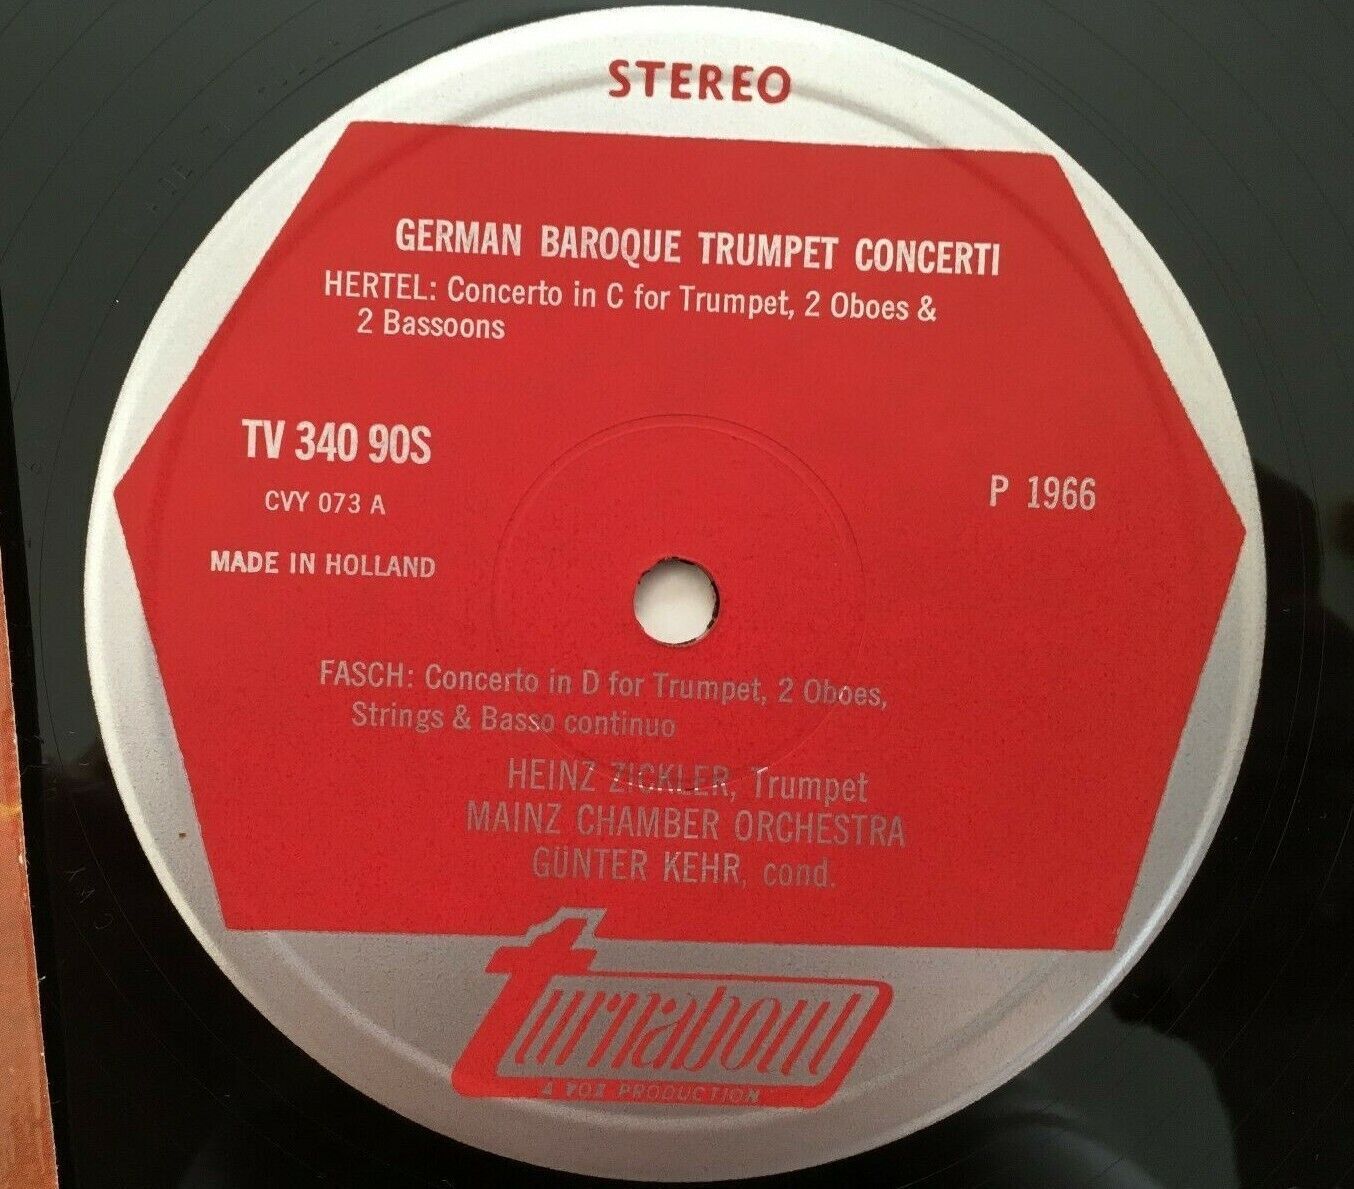 STEREO
GERMAN BAROQUE TRUMPET CONCERTI
HERTEL: Concerto in C for Trumpet, 2 Oboes &
2 Bassoons
TV 340 90S
CVY 073 A
P 1966
MADE IN HOLLAND
FASCH: Concerto in D for Trumpet, 2 Oboes,
Strings & Basso continuo
HEINZ ZICKLER, Trumpet
MAINZ CHAMBER ORCHESTRA
GÜNTER KEHR, cond.
turnabout
A VOX PRODUCTION